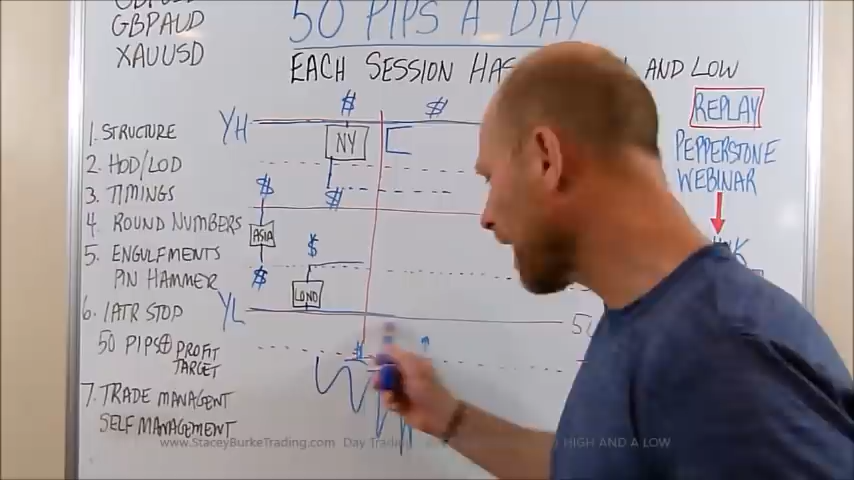 GBPAUD
XAUUSD
50 PIPS A DAY
EACH SESSION HAS AND LOW
1. STRUCTURE
2. HOD/LOD
3. TIMINGS
4. ROUND NUMBERS
5. ENGULFMENTS
PIN HAMMER
6. 1ATR STOP
50 PIPS⊕PROFIT
TARGET
7. TRADE MANAGENT
SELF MANAGEMENT
YH
$ $
NY
$
$
ASIA
$
$
LOND
YL
REPLAY
PEPPERSTONE
WEBINAR
www.StaceyBurkeTrading.com Day HIGH AND A LOW